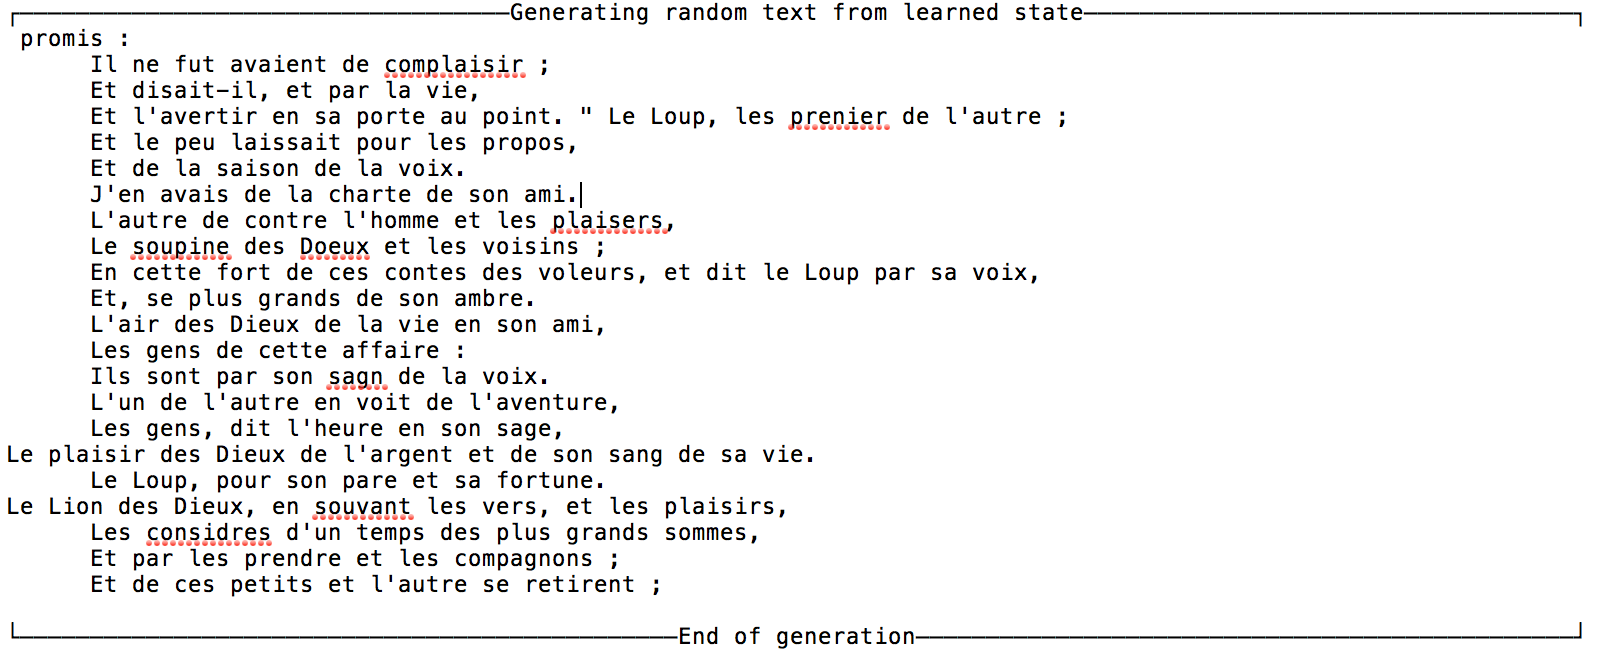 Generating random text from learned state
promis :
Il ne fut avaient de complaisir ;
Et disait-il, et par la vie,
Et l'avertir en sa porte au point. " Le Loup, les prenier de l'autre ;
Et le peu laissait pour les propos,
Et de la saison de la voix.
J'en avais de la charte de son ami.
L'autre de contre l'homme et les plaisers,
Le soupine des Doeux et les voisins ;
En cette fort de ces contes des voleurs, et dit le Loup par sa voix,
Et, se plus grands de son ambre.
L'air des Dieux de la vie en son ami,
Les gens de cette affaire :
Ils sont par son sagn de la voix.
L'un de l'autre en voit de l'aventure,
Les gens, dit l'heure en son sage,
Le plaisir des Dieux de l'argent et de son sang de sa vie.
Le Loup, pour son pare et sa fortune.
Le Lion des Dieux, en souvant les vers, et les plaisirs,
Les considres d'un temps des plus grands sommes,
Et par les prendre et les compagnons ;
Et de ces petits et l'autre se retirent ;
End of generation